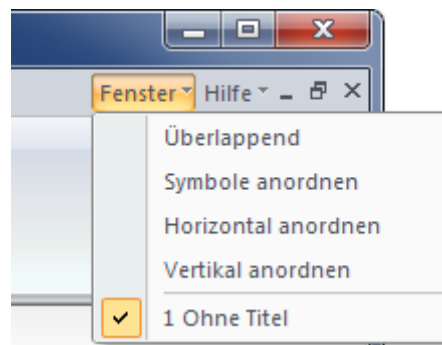 Fenster Hilfe
Überlappend
Symbole anordnen
Horizontal anordnen
Vertikal anordnen
1 Ohne Titel